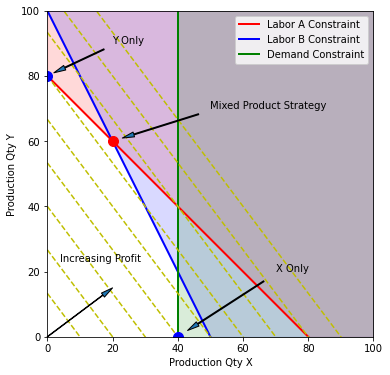 100
80
60
40
20
0
Production Qty Y
Labor A Constraint
Labor B Constraint
Demand Constraint
Y Only
Mixed Product Strategy
Increasing Profit
X Only
0
20
40
60
80
100
Production Qty X